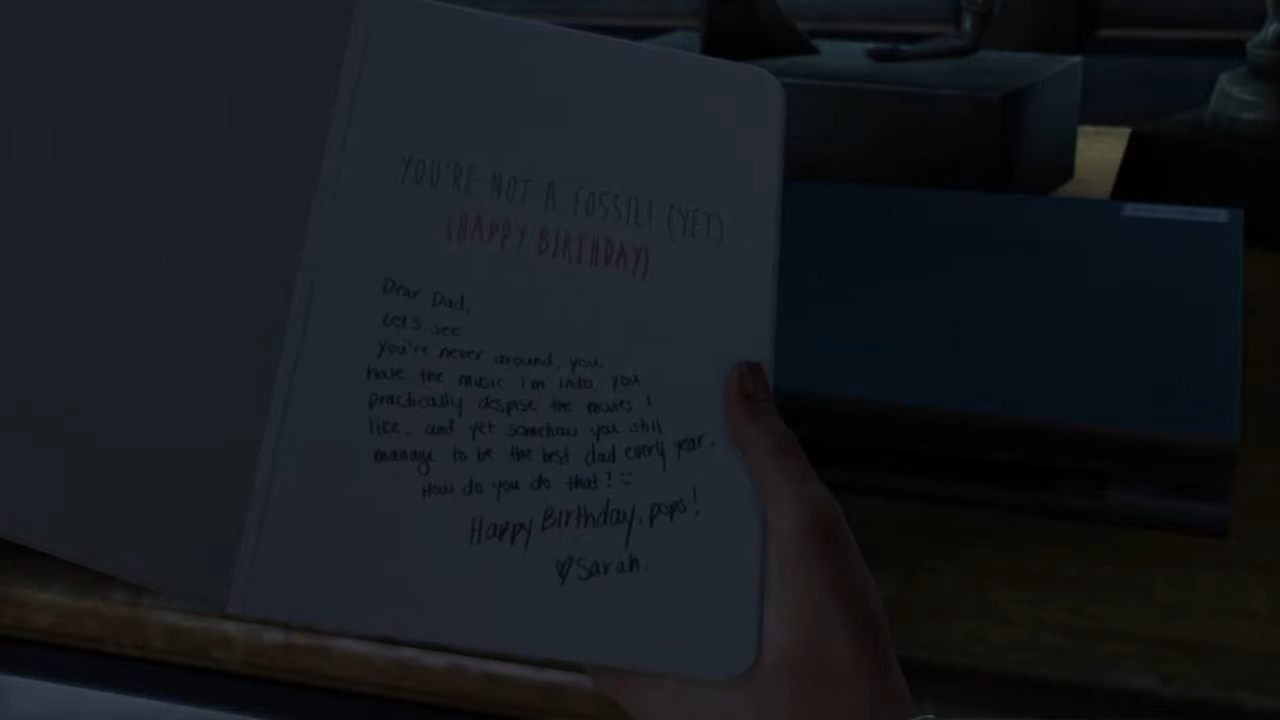 YOU'RE NOT A FOSSIL! (YET)
(HAPPY BIRTHDAY)
Dear Dad,
Let's see...
You're never around, you
hate the music I'm into, you
practically despise the movies I
like, and yet somehow you still
manage to be the best dad every year.
How do you do that? :)
Happy Birthday, pops!
♡ Sarah.